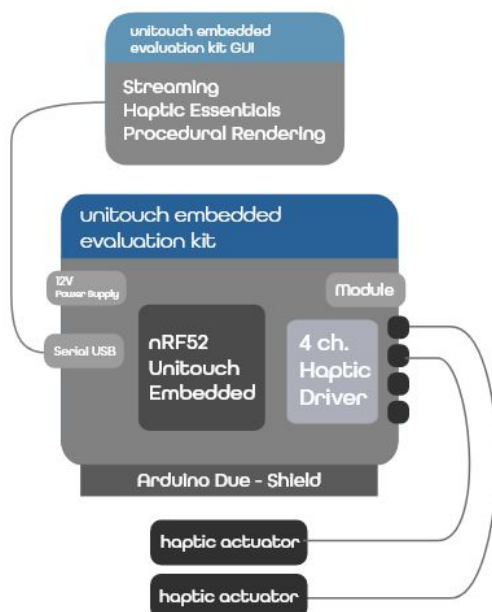 unitouch embedded
evaluation kit GUI
Streaming
Haptic Essentials
Procedural Rendering
unitouch embedded
evaluation kit
12V
Power Supply
Module
Serial USB
nRF52
Unitouch
Embedded
4 ch.
Haptic
Driver
Arduino Due - Shield
haptic actuator
haptic actuator